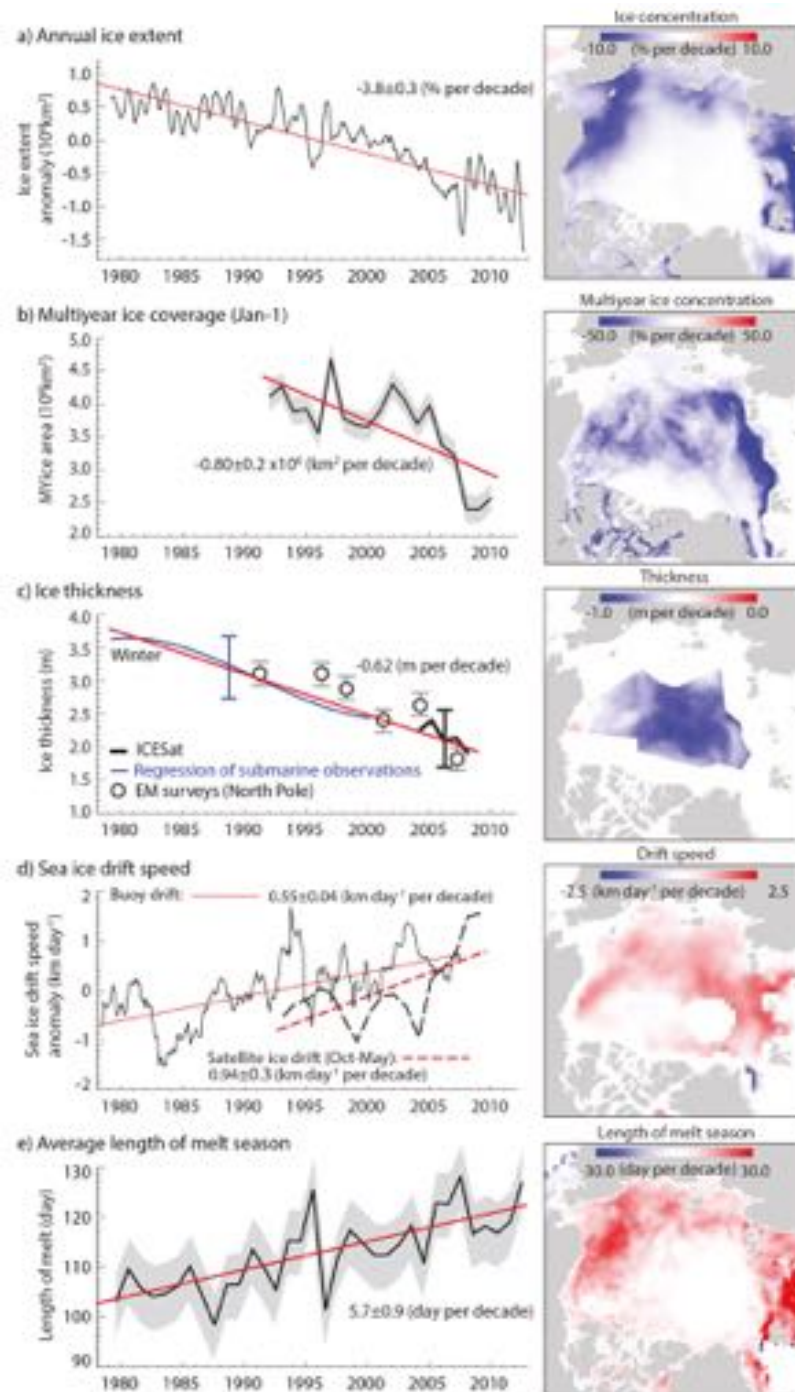 a) Annual ice extent
Ice extent
anomaly (10⁶km²)
1.0
0.5
0.0
-0.5
-1.0
-1.5
-3.8±0.3 (% per decade)
1980 1985 1990 1995 2000 2005 2010
Ice concentration
-10.0 (% per decade) 10.0
b) Multiyear ice coverage (Jan-1)
MYice area (10⁶km²)
5.0
4.5
4.0
3.5
3.0
2.5
2.0
-0.80±0.2 x10⁶ (km² per decade)
1980 1985 1990 1995 2000 2005 2010
Multiyear ice concentration
-50.0 (% per decade) 50.0
c) Ice thickness
Ice thickness (m)
4.0
3.5
3.0
2.5
2.0
1.5
1.0
Winter
-0.62 (m per decade)
ICESat
Regression of submarine observations
EM surveys (North Pole)
1980 1985 1990 1995 2000 2005 2010
Thickness
-1.0 (m per decade) 0.0
d) Sea ice drift speed
Sea ice drift speed
anomaly (km day⁻¹)
2
1
0
-1
-2
Buoy drift: 0.55±0.04 (km day⁻¹ per decade)
Satellite ice drift (Oct-May):
0.94±0.3 (km day⁻¹ per decade)
1980 1985 1990 1995 2000 2005 2010
Drift speed
-2.5 (km day⁻¹ per decade) 2.5
e) Average length of melt season
Length of melt (day)
130
120
110
100
90
5.7±0.9 (day per decade)
1980 1985 1990 1995 2000 2005 2010
Length of melt season
30.0 (day per decade) 30.0